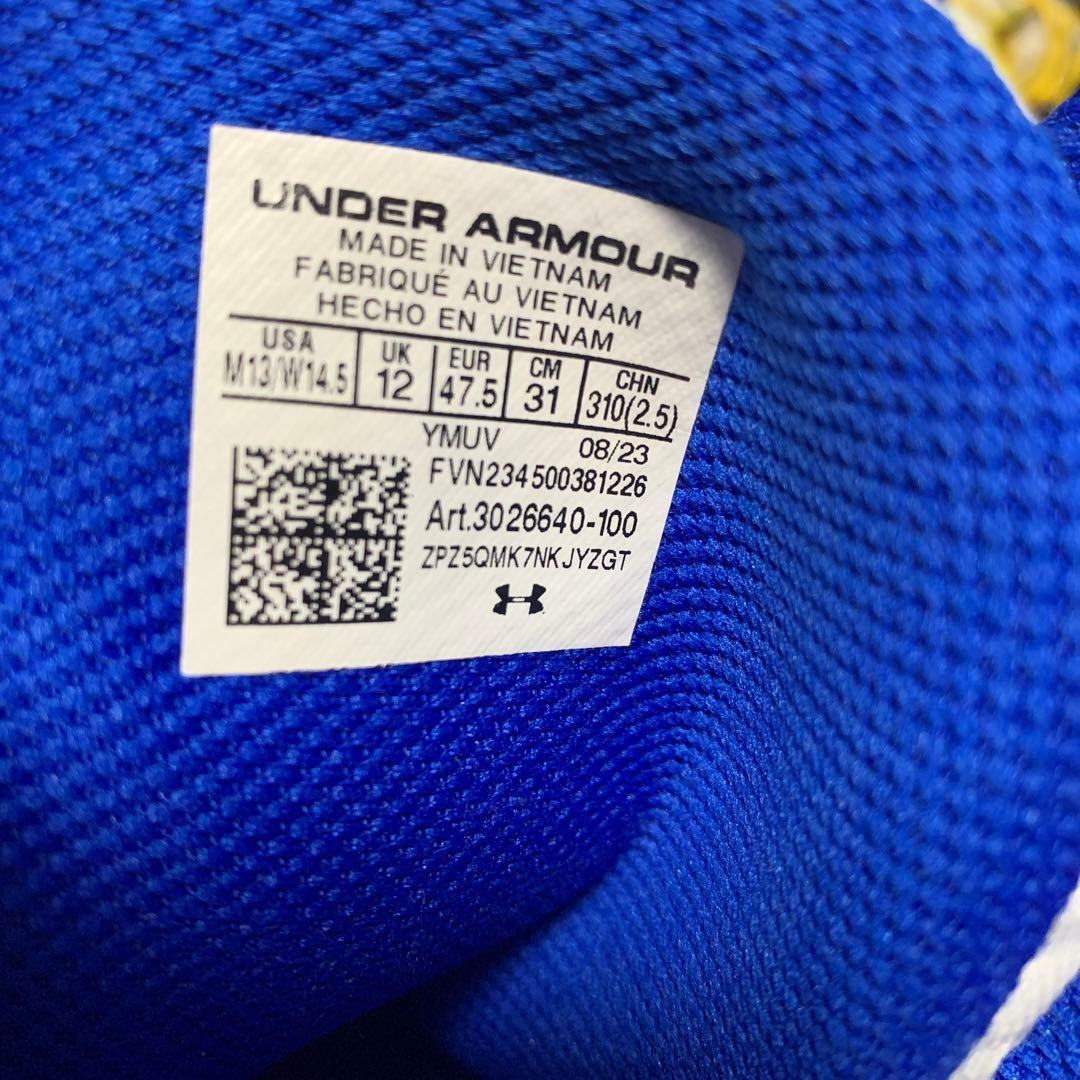 UNDER ARMOUR
MADE IN VIETNAM
FABRIQUÉ AU VIETNAM
HECHO EN VIETNAM
USA UK EUR CM CHN
M13/W14.5 12 47.5 31 310(2.5)
YMUV 08/23
FVN234500381226
Art.3026640-100
ZPZ5QMK7NKJYZGT